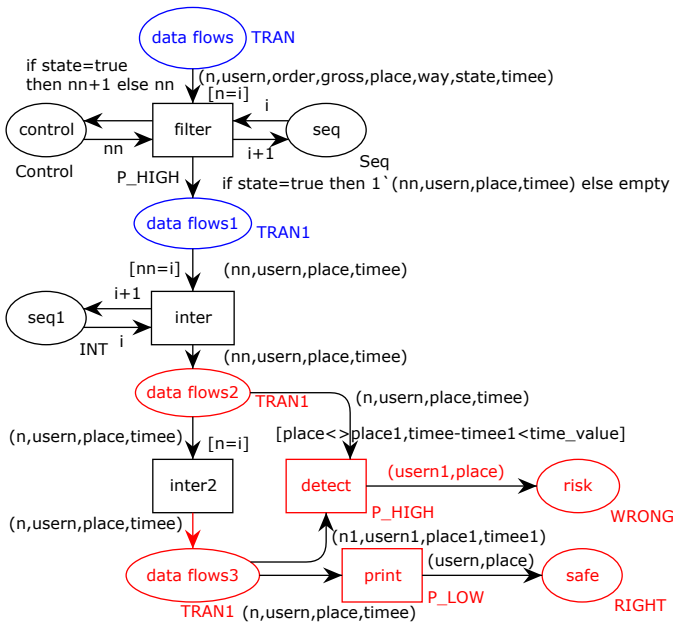 data flows
TRAN
if state=true
then nn+1 else nn
(n,usern,order,gross,place,way,state,timee)
[n=i]
i
control
filter
seq
nn
i+1
Control
Seq
P_HIGH
if state=true then 1`(nn,usern,place,timee) else empty
data flows1
TRAN1
[nn=i]
(nn,usern,place,timee)
i+1
seq1
inter
INT
i
(nn,usern,place,timee)
data flows2
TRAN1
(n,usern,place,timee)
(n,usern,place,timee)
[n=i]
[place<>place1,timee-timee1<time_value]
inter2
detect
(usern1,place)
risk
P_HIGH
WRONG
(n,usern,place,timee)
(n1,usern1,place1,timee1)
(usern,place)
data flows3
print
safe
TRAN1
(n,usern,place,timee)
P_LOW
RIGHT